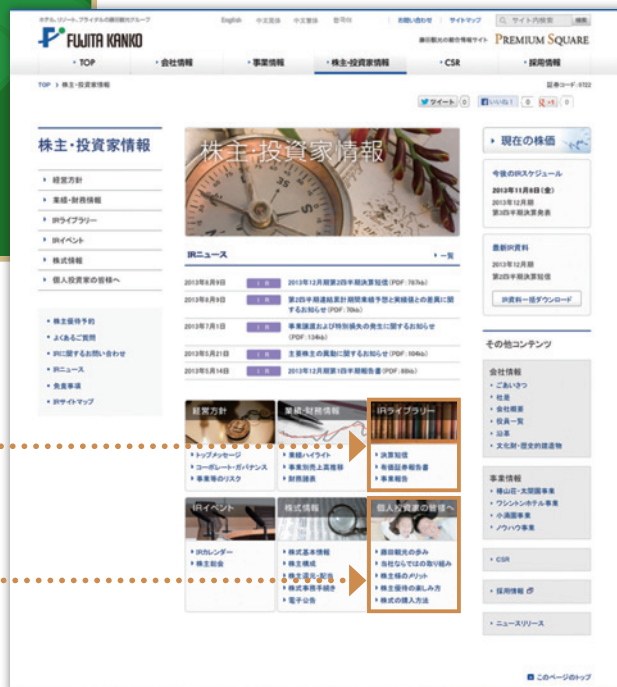 ホテル、リゾート、ブライダルの藤田観光グループ
English 中文简体 中文繁体 한국어 お問い合わせ サイトマップ サイト内検索 検索
FUJITA KANKO
藤田観光の総合情報サイト PREMIUM SQUARE
TOP 会社情報 事業情報 株主・投資家情報 CSR 採用情報
TOP > 株主・投資家情報
証券コード:9722
ツイート 0 いいね! 0 +1 0
株主・投資家情報
経営方針
業績・財務情報
IRライブラリー
IRイベント
株式情報
個人投資家の皆様へ
株主優待予約
よくあるご質問
IRに関するお問い合わせ
IRニュース
免責事項
IRサイトマップ
株主・投資家情報
IRニュース 一覧
2013年8月9日 IR 2013年12月期第2四半期決算短信(PDF:767kb)
2013年8月9日 IR 第2四半期連結累計期間業績予想と実績値との差異に関
するお知らせ(PDF:70kb)
2013年7月1日 IR 事業譲渡および特別損失の発生に関するお知らせ
(PDF:134kb)
2013年5月21日 IR 主要株主の異動に関するお知らせ(PDF:104kb)
2013年5月14日 IR 2013年12月期第1四半期報告書(PDF:88kb)
経営方針
トップメッセージ
コーポレート・ガバナンス
事業等のリスク
業績・財務情報
業績ハイライト
事業別売上高推移
財務諸表
IRライブラリー
決算短信
有価証券報告書
事業報告
IRイベント
IRカレンダー
株主総会
株式情報
株式基本情報
株主構成
株主還元・配当
株式事務手続き
電子公告
個人投資家の皆様へ
藤田観光の歩み
当社ならではの取り組み
株主様のメリット
株主優待の楽しみ方
株式の購入方法
現在の株価
今後のIRスケジュール
2013年11月8日(金)
2013年12月期
第3四半期決算発表
最新IR資料
2013年12月期
第2四半期決算短信
IR資料一括ダウンロード
その他コンテンツ
会社情報
ごあいさつ
社是
会社概要
役員一覧
沿革
文化財・歴史的建造物
事業情報
椿山荘・太閤園事業
ワシントンホテル事業
小涌園事業
ノウハウ事業
CSR
採用情報
ニュースリリース
このページのトップ